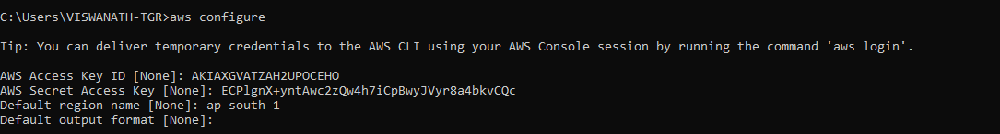 C:\Users\VISWANATH-TGR>aws configure
Tip: You can deliver temporary credentials to the AWS CLI using your AWS Console session by running the command 'aws login'.
AWS Access Key ID [None]: AKIAXGVATZAH2UPOCEHO
AWS Secret Access Key [None]: ECPlgnX+yntAwc2zQw4h7iCpBwyJVyr8a4bkvCQc
Default region name [None]: ap-south-1
Default output format [None]: